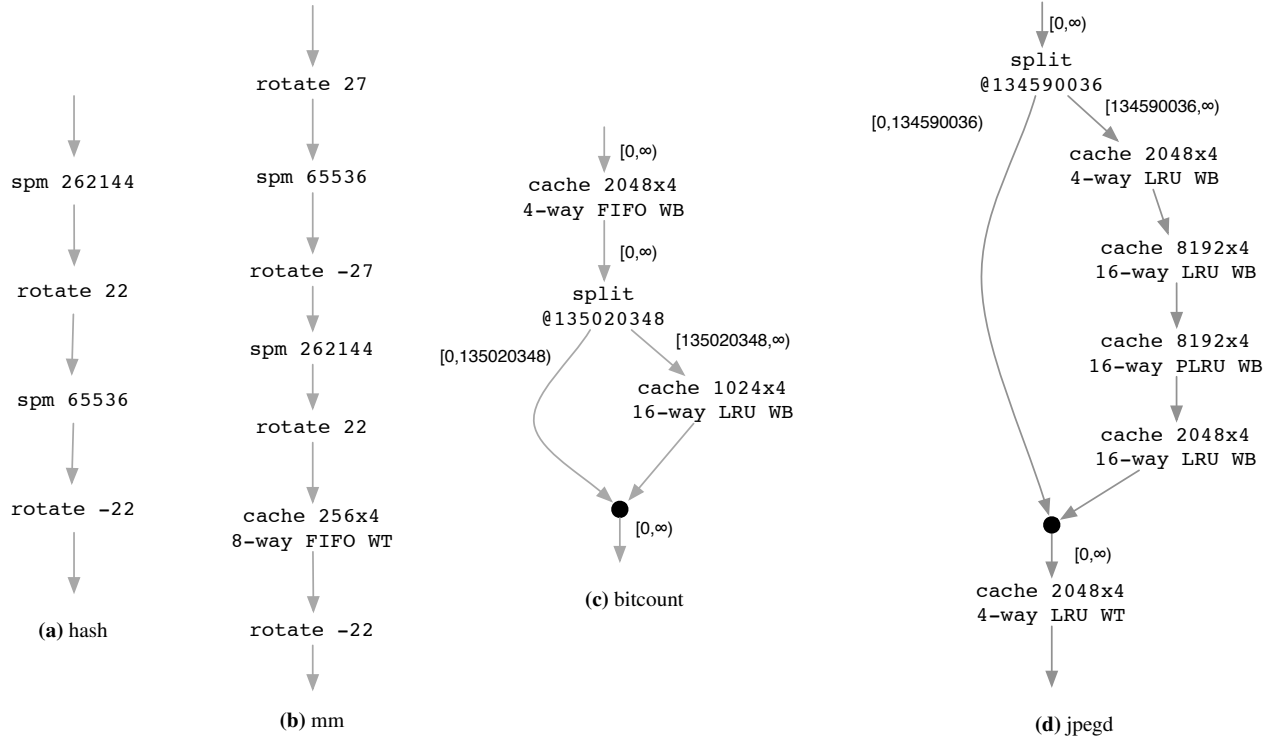 spm 262144
rotate 22
spm 65536
rotate -22
(a) hash
rotate 27
spm 65536
rotate -27
spm 262144
rotate 22
cache 256x4
8-way FIFO WT
rotate -22
(b) mm
[0,∞)
cache 2048x4
4-way FIFO WB
[0,∞)
split
@135020348
[0,135020348)
[135020348,∞)
cache 1024x4
16-way LRU WB
[0,∞)
(c) bitcount
[0,∞)
split
@134590036
[0,134590036)
[134590036,∞)
cache 2048x4
4-way LRU WB
cache 8192x4
16-way LRU WB
cache 8192x4
16-way PLRU WB
cache 2048x4
16-way LRU WB
[0,∞)
cache 2048x4
4-way LRU WT
(d) jpegd